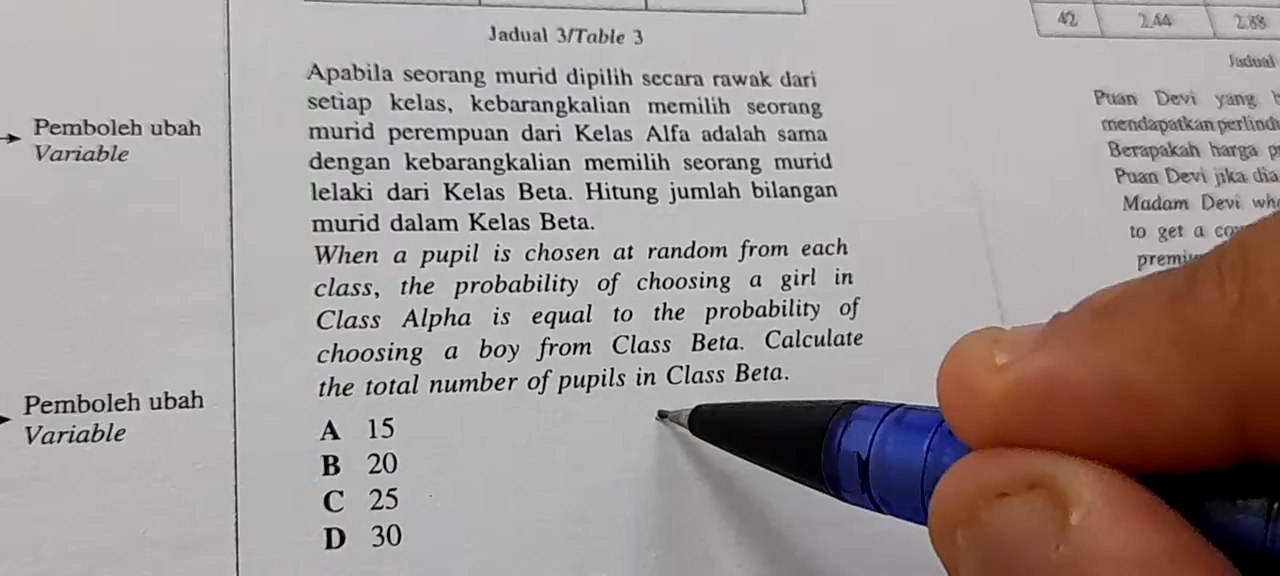 Jadual 3/Table 3
Apabila seorang murid dipilih secara rawak dari
setiap kelas, kebarangkalian memilih seorang
murid perempuan dari Kelas Alfa adalah sama
dengan kebarangkalian memilih seorang murid
lelaki dari Kelas Beta. Hitung jumlah bilangan
murid dalam Kelas Beta.
When a pupil is chosen at random from each
class, the probability of choosing a girl in
Class Alpha is equal to the probability of
choosing a boy from Class Beta. Calculate
the total number of pupils in Class Beta.
A 15
B 20
C 25
D 30
Pemboleh ubah
Variable
Pemboleh ubah
Variable
42 2.44 2.88
Jadual
Puan Devi yang
mendapatkan
Berapakah harga
Puan Devi jika dia
Madam Devi
to get a